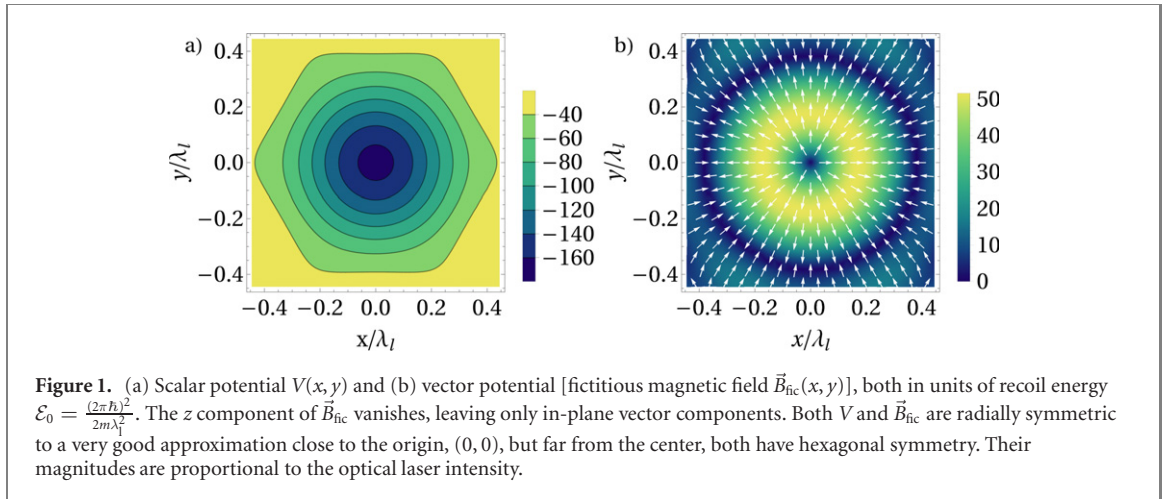 a)
0.4
0.2
0.0
−0.2
−0.4
y/λl
−0.4 −0.2 0.0 0.2 0.4
x/λl
−40
−60
−80
−100
−120
−140
−160
b)
0.4
0.2
0.0
−0.2
−0.4
y/λl
−0.4 −0.2 0.0 0.2 0.4
x/λl
50
40
30
20
10
0
Figure 1. (a) Scalar potential V(x, y) and (b) vector potential [fictitious magnetic field B⃗fic(x, y)], both in units of recoil energy
ℰ0 = (2πℏ)²/2mλl². The z component of B⃗fic vanishes, leaving only in-plane vector components. Both V and B⃗fic are radially symmetric
to a very good approximation close to the origin, (0, 0), but far from the center, both have hexagonal symmetry. Their
magnitudes are proportional to the optical laser intensity.